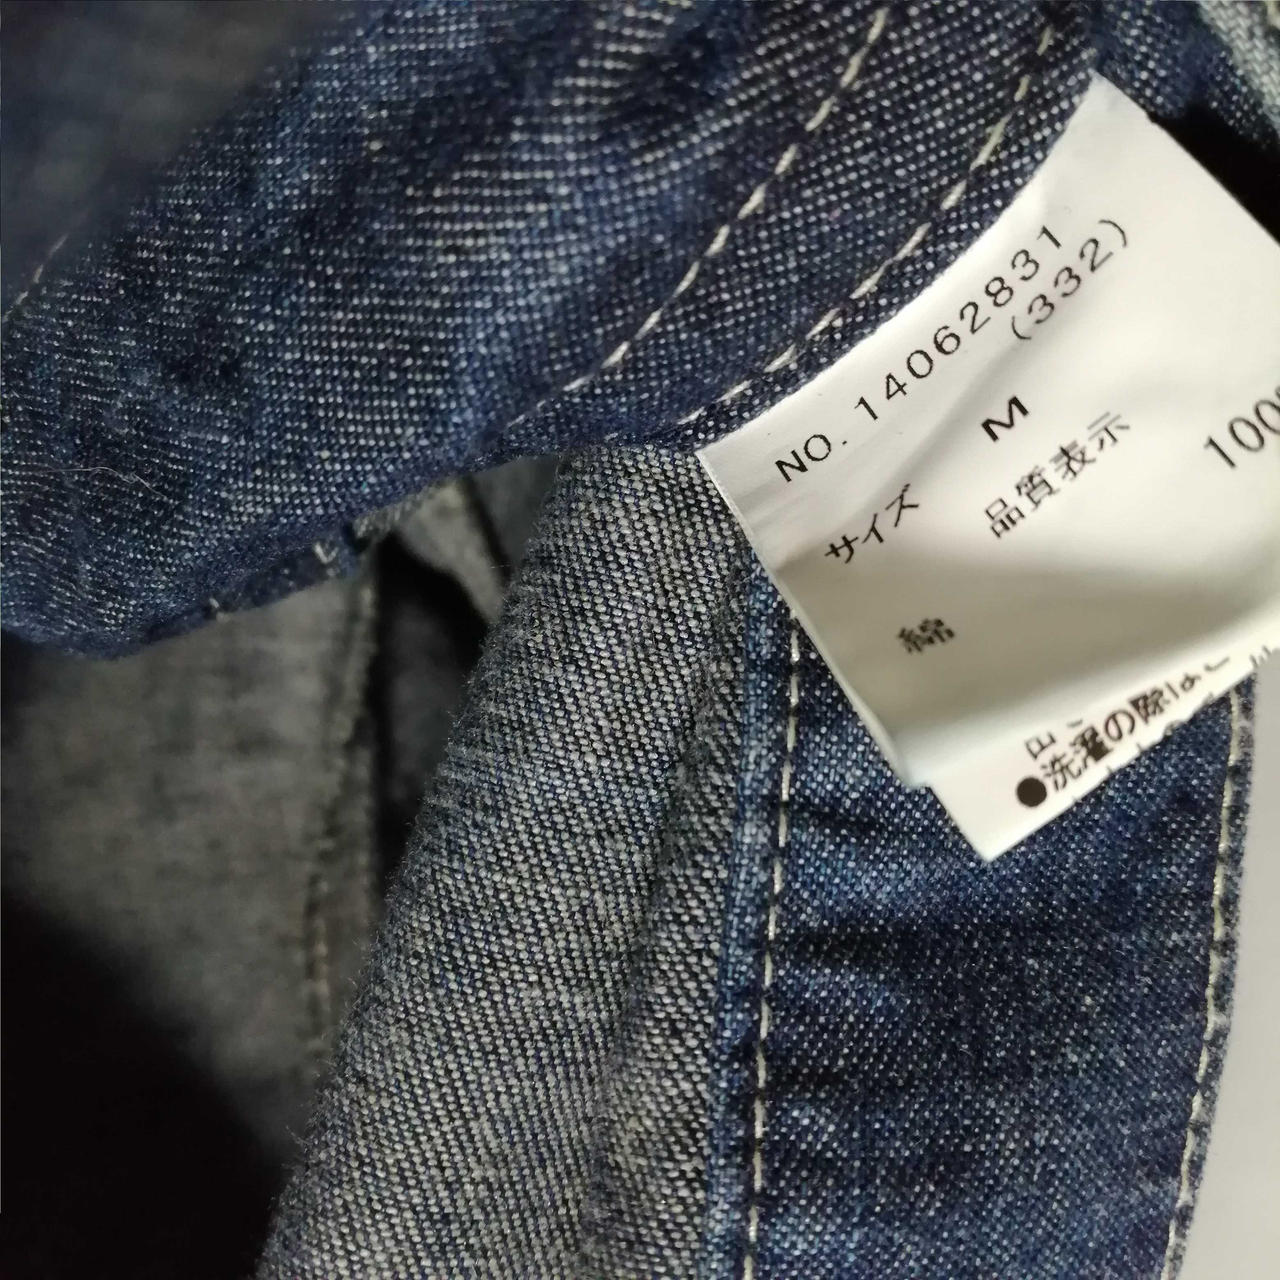 NO. 14062831
(332)
サイズ M
品質表示
綿 100
●洗濯の際は